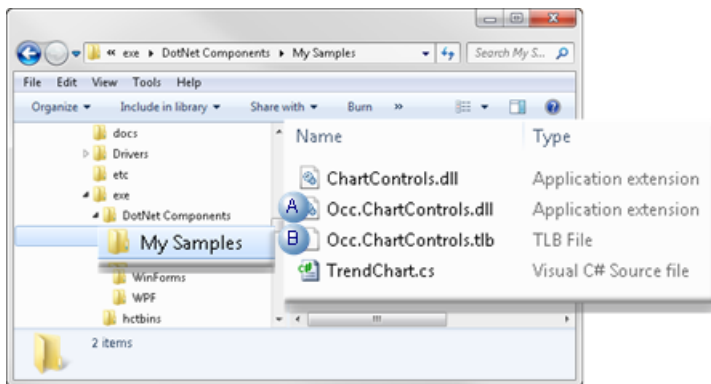 « exe ▸ DotNet Components ▸ My Samples
Search My S...
File Edit View Tools Help
Organize Include in library Share with Burn »
docs
Drivers
etc
exe
DotNet Components
My Samples
WinForms
WPF
hctbins
Name Type
ChartControls.dll Application extension
A Occ.ChartControls.dll Application extension
B Occ.ChartControls.tlb TLB File
TrendChart.cs Visual C# Source file
2 items